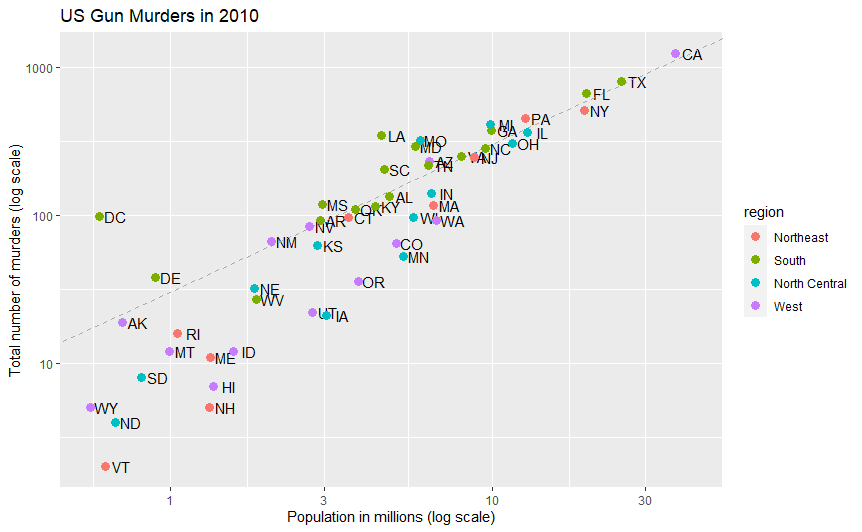 US Gun Murders in 2010
Total number of murders (log scale)
1000
100
10
CA
TX
FL
NY
PA
MI
GA
IL
OH
LA
MO
MD
NC
VA
NJ
AZ
TN
SC
IN
AL
MS
OK
KY
MA
DC
AR
CT
WI
WA
NV
NM
KS
CO
MN
DE
OR
NE
WV
UT
IA
AK
RI
MT
ME
ID
SD
HI
WY
NH
ND
VT
1
3
10
30
Population in millions (log scale)
region
Northeast
South
North Central
West